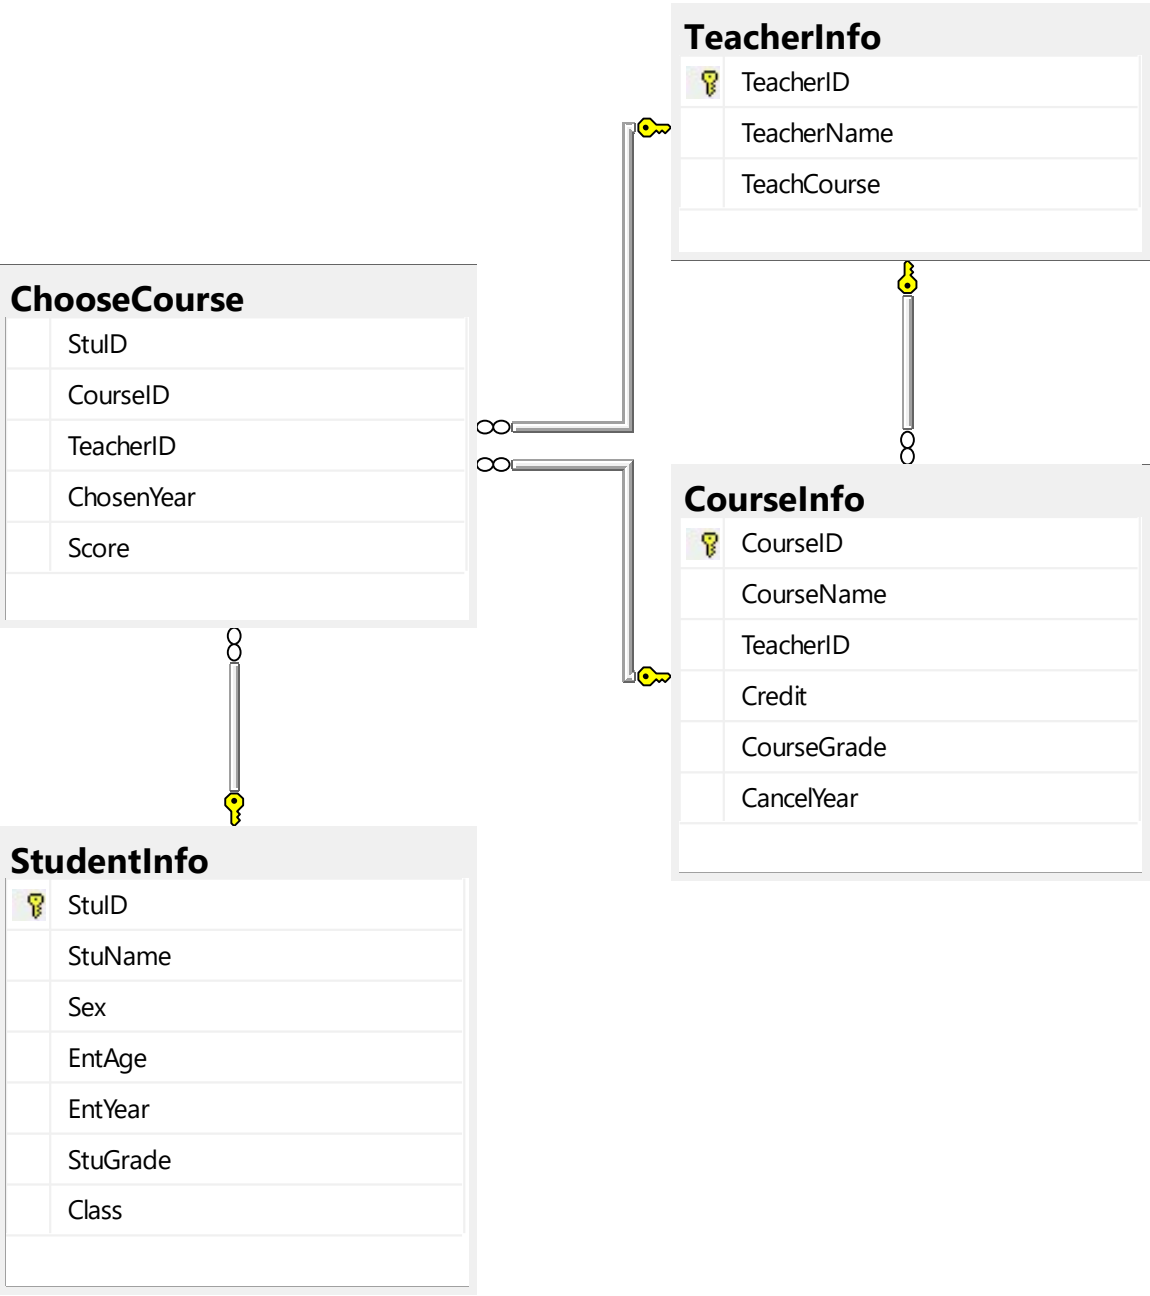 TeacherInfo
TeacherID
TeacherName
TeachCourse
ChooseCourse
StuID
CourseID
TeacherID
ChosenYear
Score
CourseInfo
CourseID
CourseName
TeacherID
Credit
CourseGrade
CancelYear
StudentInfo
StuID
StuName
Sex
EntAge
EntYear
StuGrade
Class